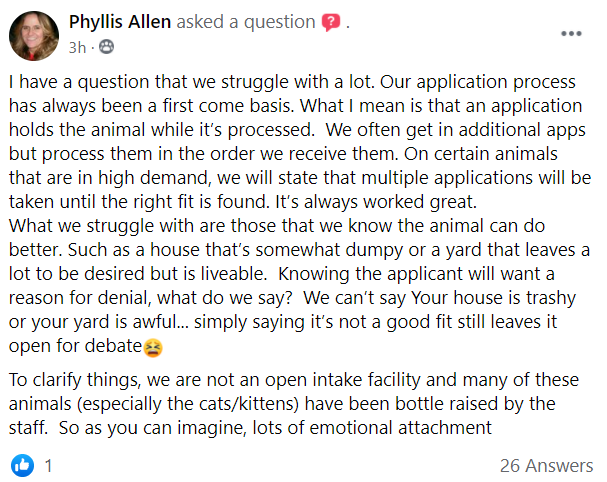 Phyllis Allen asked a question ? .
3h ·
I have a question that we struggle with a lot. Our application process
has always been a first come basis. What I mean is that an application
holds the animal while it's processed.  We often get in additional apps
but process them in the order we receive them. On certain animals
that are in high demand, we will state that multiple applications will be
taken until the right fit is found. It's always worked great.
What we struggle with are those that we know the animal can do
better. Such as a house that's somewhat dumpy or a yard that leaves a
lot to be desired but is liveable.  Knowing the applicant will want a
reason for denial, what do we say?  We can't say Your house is trashy
or your yard is awful... simply saying it's not a good fit still leaves it
open for debate😫
To clarify things, we are not an open intake facility and many of these
animals (especially the cats/kittens) have been bottle raised by the
staff.  So as you can imagine, lots of emotional attachment
1
26 Answers